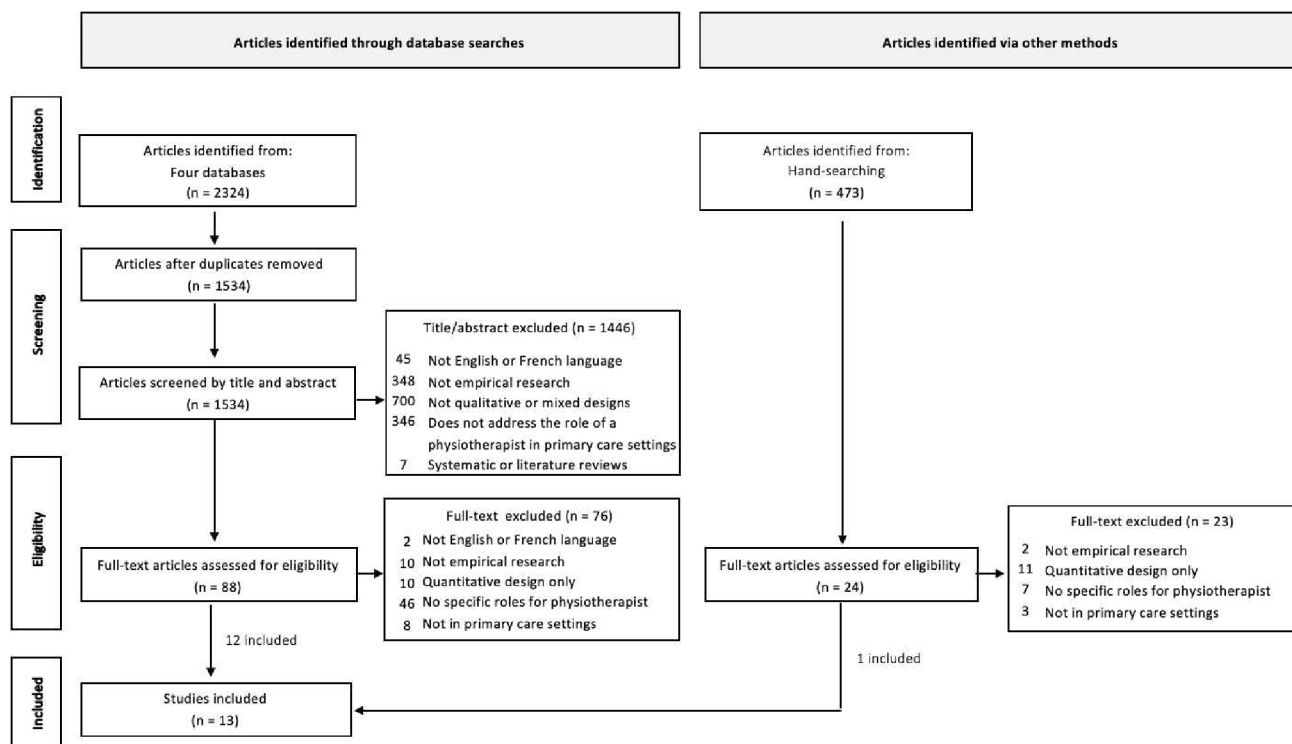 Articles identified through database searches
Articles identified via other methods
Identification
Articles identified from:
Four databases
(n = 2324)
Articles identified from:
Hand-searching
(n = 473)
Screening
Articles after duplicates removed
(n = 1534)
Articles screened by title and abstract
(n = 1534)
Title/abstract excluded (n = 1446)
45 Not English or French language
348 Not empirical research
700 Not qualitative or mixed designs
346 Does not address the role of a
physiotherapist in primary care settings
7 Systematic or literature reviews
Eligibility
Full-text articles assessed for eligibility
(n = 88)
Full-text excluded (n = 76)
2 Not English or French language
10 Not empirical research
10 Quantitative design only
46 No specific roles for physiotherapist
8 Not in primary care settings
Full-text articles assessed for eligibility
(n = 24)
Full-text excluded (n = 23)
2 Not empirical research
11 Quantitative design only
7 No specific roles for physiotherapist
3 Not in primary care settings
12 included
1 included
Included
Studies included
(n = 13)